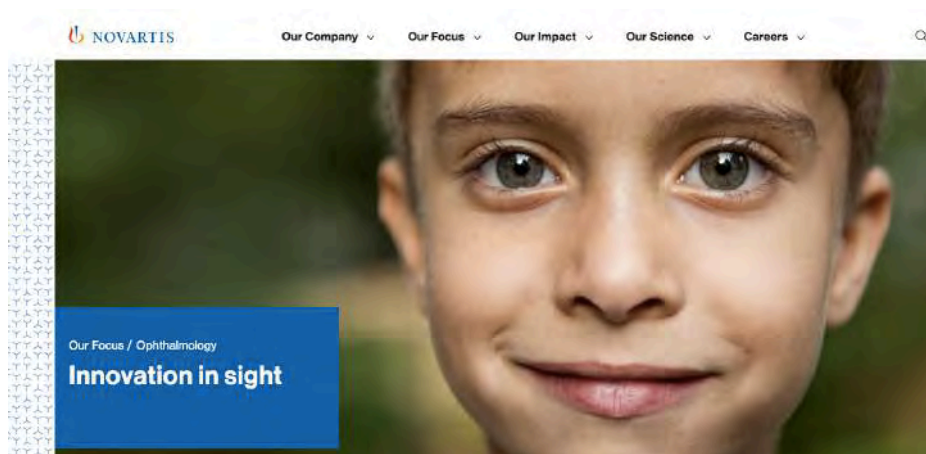 NOVARTIS
Our Company
Our Focus
Our Impact
Our Science
Careers
Our Focus / Ophthalmology
Innovation in sight